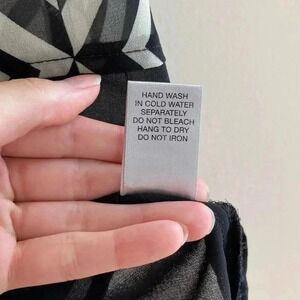 HAND WASH
IN COLD WATER
SEPARATELY
DO NOT BLEACH
HANG TO DRY
DO NOT IRON